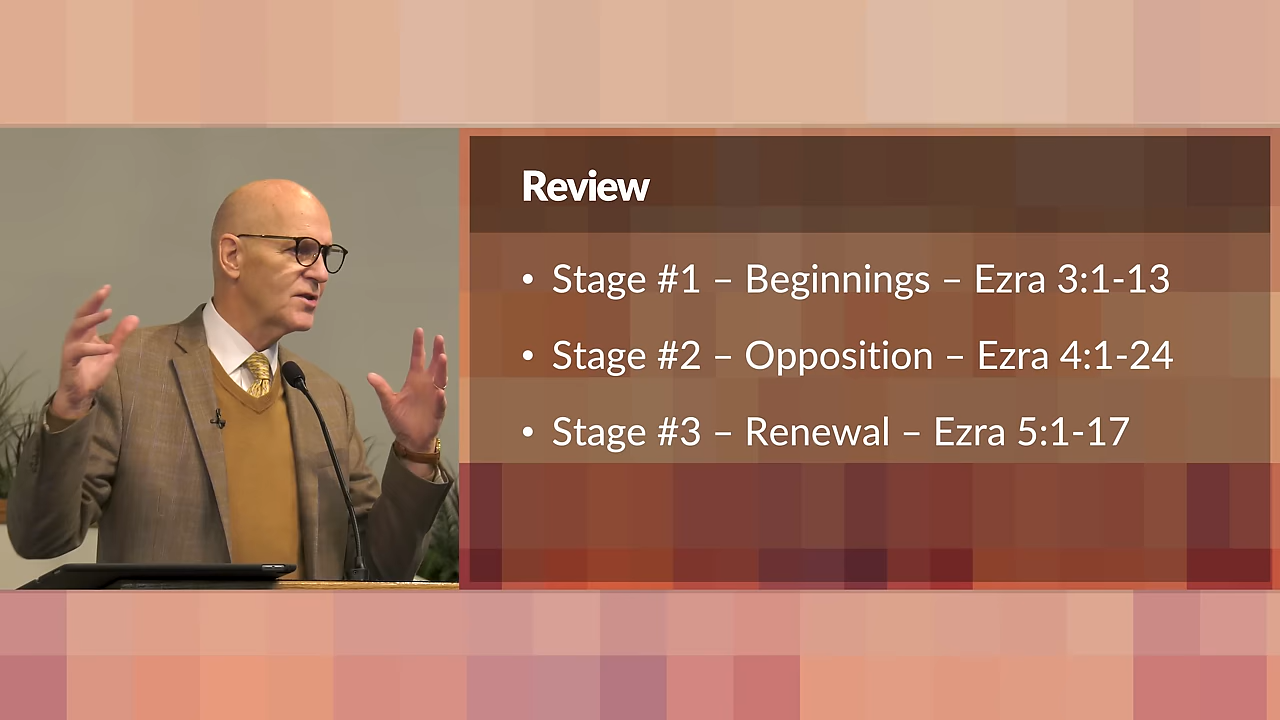 Review
• Stage #1 – Beginnings – Ezra 3:1-13
• Stage #2 – Opposition – Ezra 4:1-24
• Stage #3 – Renewal – Ezra 5:1-17